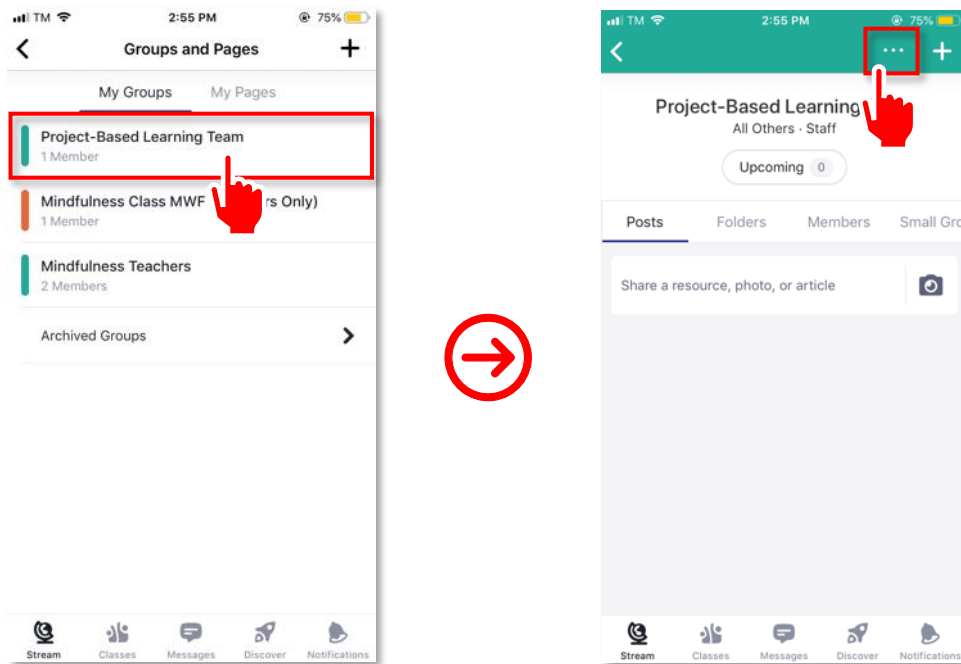 TM 2:55 PM 75%
Groups and Pages
My Groups My Pages
Project-Based Learning Team
1 Member
Mindfulness Class MWF rs Only)
1 Member
Mindfulness Teachers
2 Members
Archived Groups
Stream Classes Messages Discover Notifications
TM 2:55 PM 75%
Project-Based Learning
All Others · Staff
Upcoming 0
Posts Folders Members Small Gro
Share a resource, photo, or article
Stream Classes Messages Discover Notifications